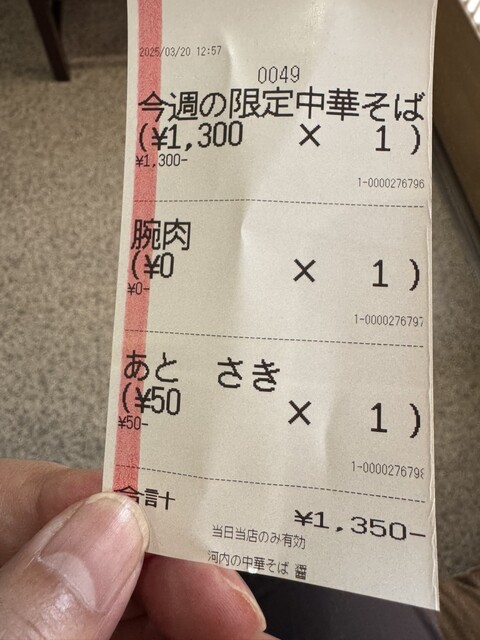 2025/03/20 12:57
0049
今週の限定中華そば
(¥1,300 × 1)
¥1,300-
1-0000276796
腕肉
(¥0 × 1)
¥0-
1-0000276797
あと さき
(¥50 × 1)
¥50-
1-0000276798
合計 ¥1,350-
当日当店のみ有効
河内の中華そば